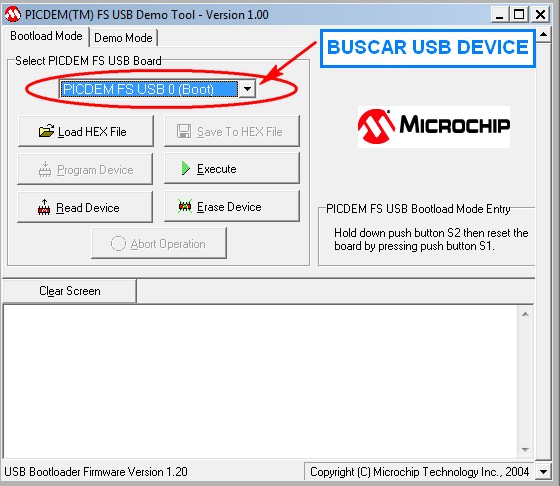 PICDEM(TM) FS USB Demo Tool - Version 1.00
Bootload Mode
Demo Mode
BUSCAR USB DEVICE
Select PICDEM FS USB Board
PICDEM FS USB 0 (Boot)
Load HEX File
Save To HEX File
MICROCHIP
Program Device
Execute
Read Device
Erase Device
PICDEM FS USB Bootload Mode Entry
Hold down push button S2 then reset the
board by pressing push button S1.
Abort Operation
Clear Screen
USB Bootloader Firmware Version 1.20
Copyright (C) Microchip Technology Inc., 2004